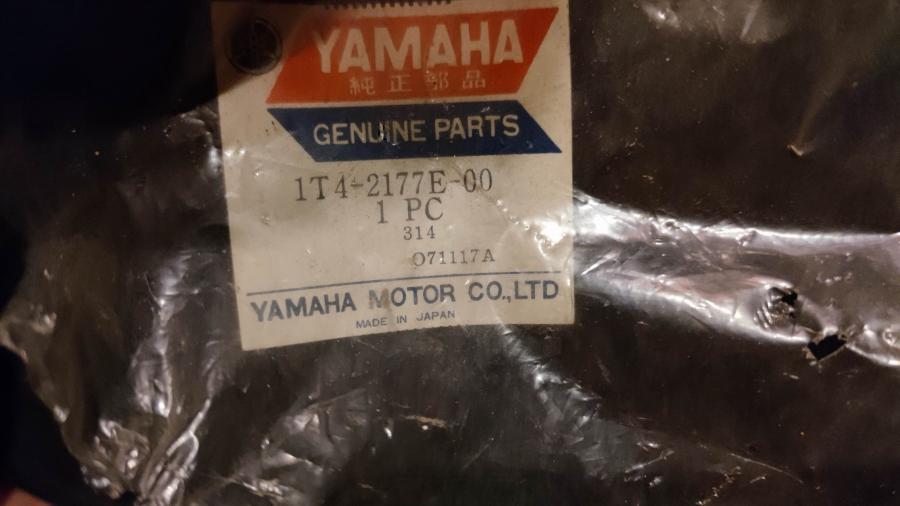 YAMAHA
純正部品
GENUINE PARTS
1T4-2177E-00
1 PC
314
O71117A
YAMAHA MOTOR CO.,LTD
MADE IN JAPAN